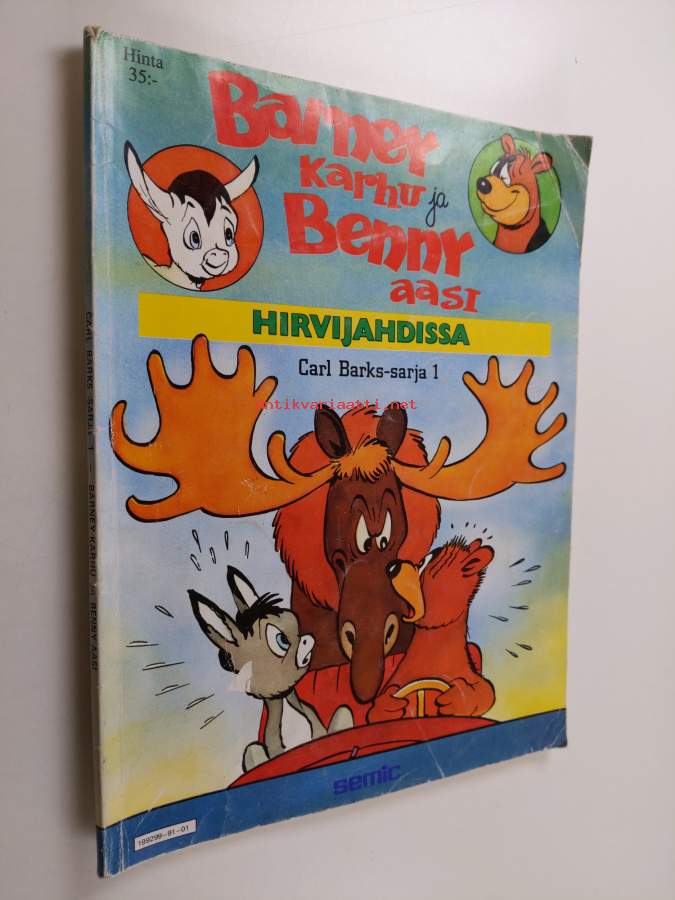 Hinta
35:-
Barney
Karhu ja
Benny
aasi
HIRVIJAHDISSA
Carl Barks-sarja 1
antikvariaatti.net
CARL BARKS SARJA 1 – BARNEY KARHU ja BENNY AASI
semic
199299-91-01